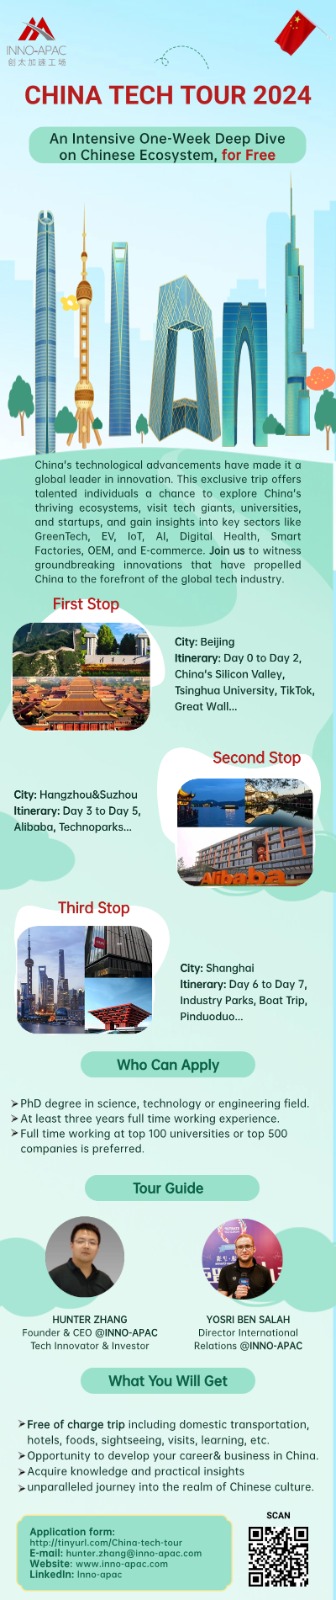 INNO-APAC
创太加速工场
CHINA TECH TOUR 2024
An Intensive One-Week Deep Dive
on Chinese Ecosystem, for Free
China's technological advancements have made it a
global leader in innovation. This exclusive trip offers
talented individuals a chance to explore China's
thriving ecosystems, visit tech giants, universities,
and startups, and gain insights into key sectors like
GreenTech, EV, IoT, AI, Digital Health, Smart
Factories, OEM, and E-commerce. Join us to witness
groundbreaking innovations that have propelled
China to the forefront of the global tech industry.
First Stop
City: Beijing
Itinerary: Day 0 to Day 2,
China's Silicon Valley,
Tsinghua University, TikTok,
Great Wall...
Second Stop
City: Hangzhou&Suzhou
Itinerary: Day 3 to Day 5,
Alibaba, Technoparks...
Alibaba
Third Stop
City: Shanghai
Itinerary: Day 6 to Day 7,
Industry Parks, Boat Trip,
Pinduoduo...
Who Can Apply
➢PhD degree in science, technology or engineering field.
➢At least three years full time working experience.
➢Full time working at top 100 universities or top 500
companies is preferred.
Tour Guide
HUNTER ZHANG
Founder & CEO @INNO-APAC
Tech Innovator & Investor
YOSRI BEN SALAH
Director International
Relations @INNO-APAC
What You Will Get
➢Free of charge trip including domestic transportation,
hotels, foods, sightseeing, visits, learning, etc.
➢Opportunity to develop your career& business in China.
➢Acquire knowledge and practical insights
➢unparalleled journey into the realm of Chinese culture.
SCAN
Application form:
http://tinyurl.com/China-tech-tour
E-mail: hunter.zhang@inno-apac.com
Website: www.inno-apac.com
LinkedIn: Inno-apac